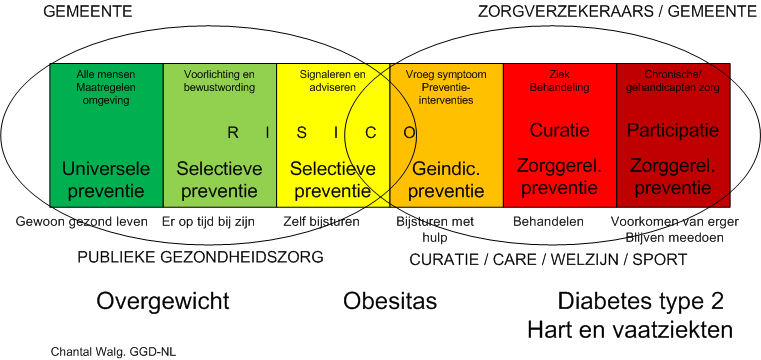 GEMEENTE
ZORGVERZEKERAARS / GEMEENTE
Alle mensen
Maatregelen
omgeving
Voorlichting en
bewustwording
Signaleren en
adviseren
Vroeg symptoom
Preventie-
interventies
Ziek
Behandeling
Chronische/
gehandicapten zorg
R I S I C O
Curatie
Participatie
Universele
preventie
Selectieve
preventie
Selectieve
preventie
Geindic.
preventie
Zorggerel.
preventie
Zorggerel.
preventie
Gewoon gezond leven
Er op tijd bij zijn
Zelf bijsturen
Bijsturen met
hulp
Behandelen
Voorkomen van erger
Blijven meedoen
PUBLIEKE GEZONDHEIDSZORG
CURATIE / CARE / WELZIJN / SPORT
Overgewicht
Obesitas
Diabetes type 2
Hart en vaatziekten
Chantal Walg. GGD-NL